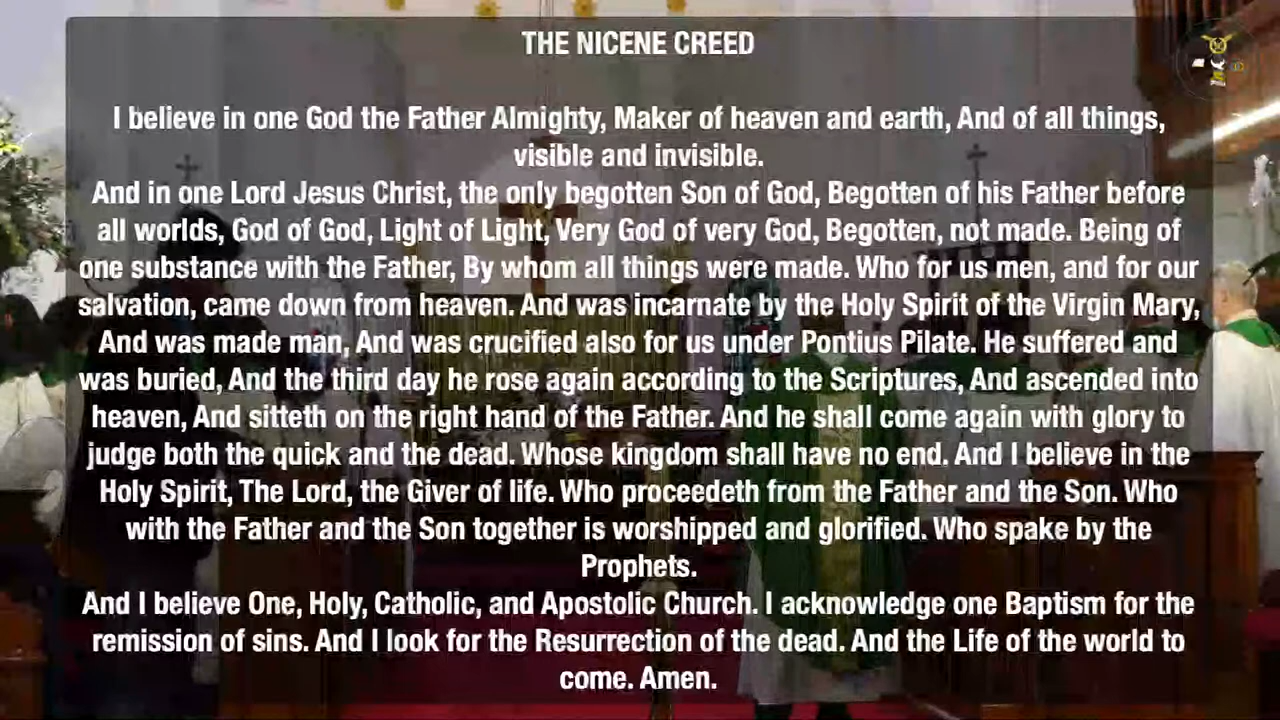 THE NICENE CREED
I believe in one God the Father Almighty, Maker of heaven and earth, And of all things,
visible and invisible.
And in one Lord Jesus Christ, the only begotten Son of God, Begotten of his Father before
all worlds, God of God, Light of Light, Very God of very God, Begotten, not made. Being of
one substance with the Father, By whom all things were made. Who for us men, and for our
salvation, came down from heaven. And was incarnate by the Holy Spirit of the Virgin Mary,
And was made man, And was crucified also for us under Pontius Pilate. He suffered and
was buried, And the third day he rose again according to the Scriptures, And ascended into
heaven, And sitteth on the right hand of the Father. And he shall come again with glory to
judge both the quick and the dead. Whose kingdom shall have no end. And I believe in the
Holy Spirit, The Lord, the Giver of life. Who proceedeth from the Father and the Son. Who
with the Father and the Son together is worshipped and glorified. Who spake by the
Prophets.
And I believe One, Holy, Catholic, and Apostolic Church. I acknowledge one Baptism for the
remission of sins. And I look for the Resurrection of the dead. And the Life of the world to
come. Amen.